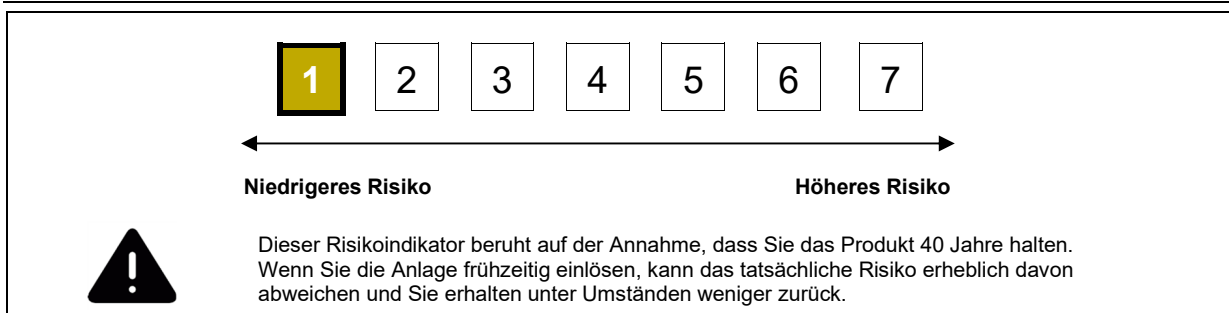 1 2 3 4 5 6 7
Niedrigeres Risiko Höheres Risiko
Dieser Risikoindikator beruht auf der Annahme, dass Sie das Produkt 40 Jahre halten.
Wenn Sie die Anlage frühzeitig einlösen, kann das tatsächliche Risiko erheblich davon
abweichen und Sie erhalten unter Umständen weniger zurück.